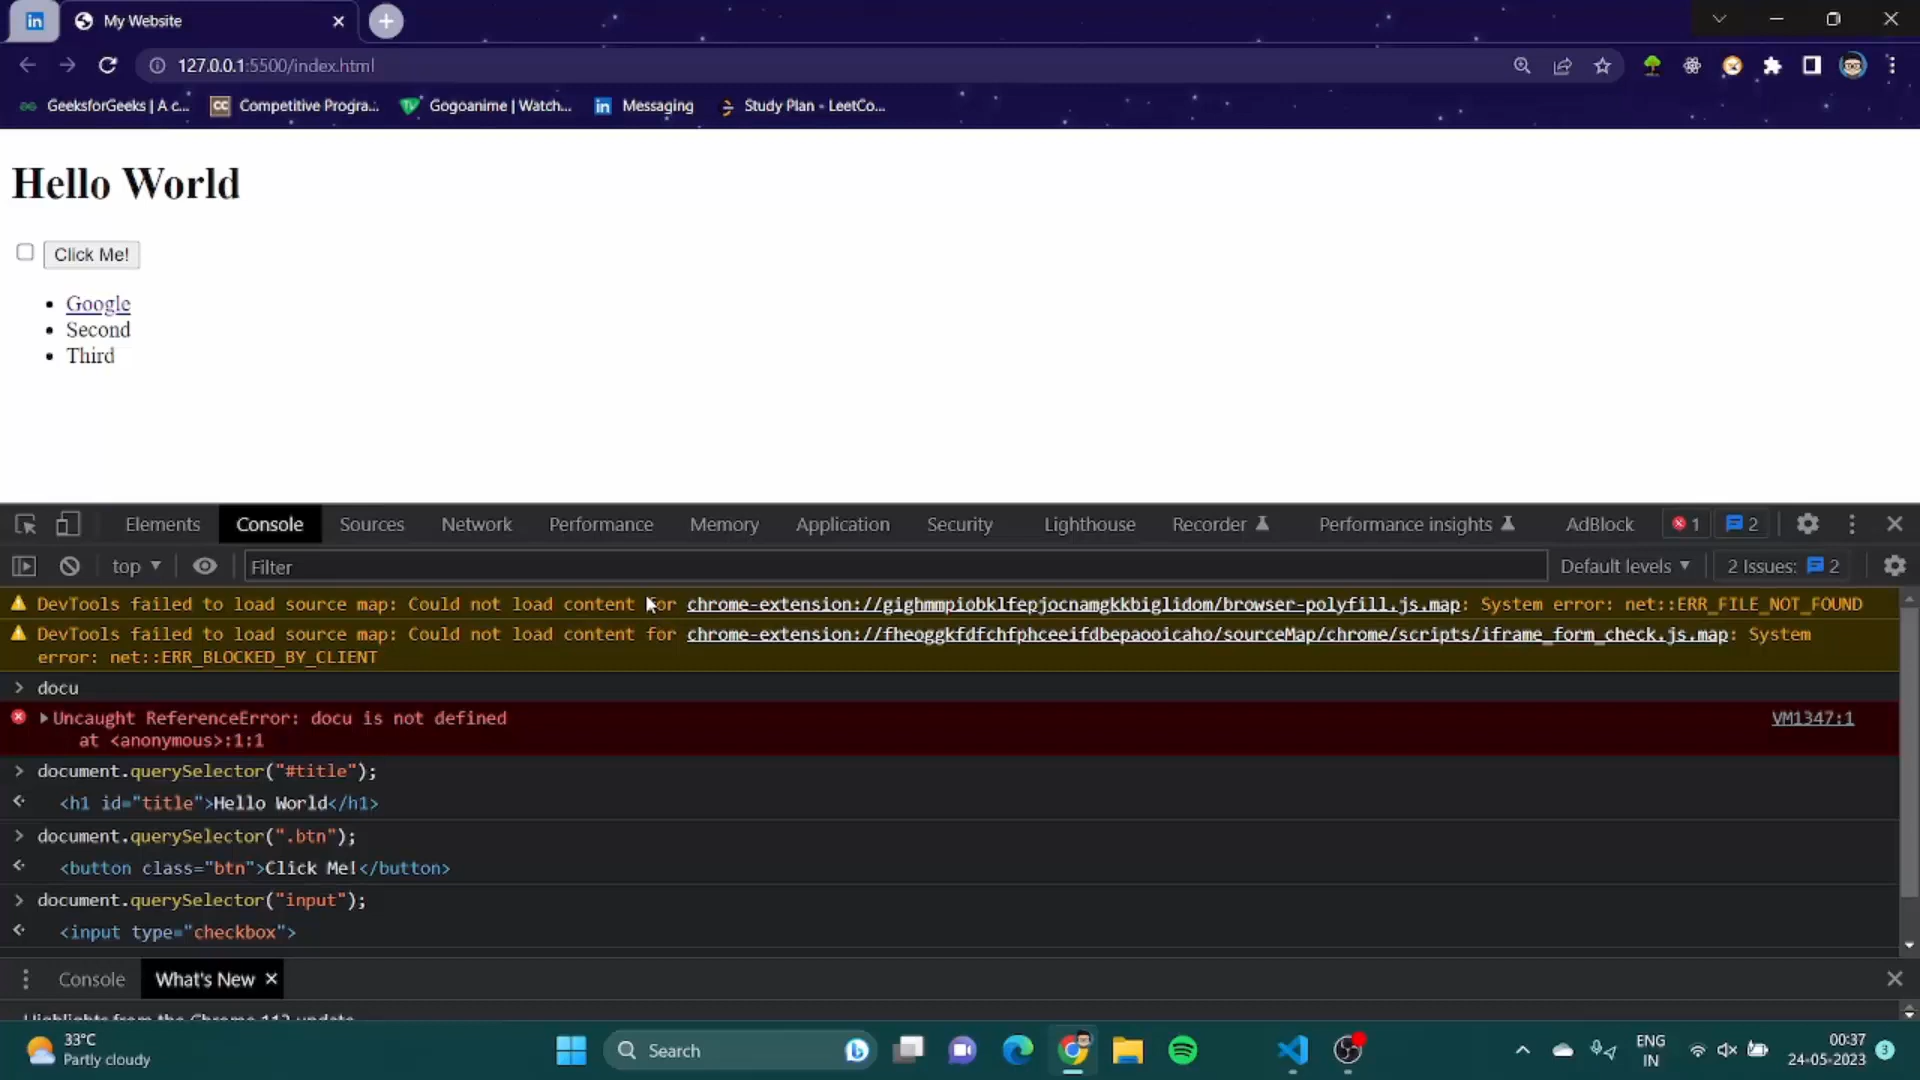 My Website
127.0.0.1:5500/index.html
GeeksforGeeks | A c...
Competitive Progra...
Gogoanime | Watch...
Messaging
Study Plan - LeetCo...
Hello World
Click Me!
Google
Second
Third
Elements Console Sources Network Performance Memory Application Security Lighthouse Recorder Performance insights AdBlock 1 2
top Filter Default levels 2 Issues: 2
DevTools failed to load source map: Could not load content for chrome-extension://gighmmpiobklfepjocnamgkkbiglidom/browser-polyfill.js.map: System error: net::ERR_FILE_NOT_FOUND
DevTools failed to load source map: Could not load content for chrome-extension://fheoggkfdfchfphceeifdbepaooicaho/sourceMap/chrome/scripts/iframe_form_check.js.map: System
error: net::ERR_BLOCKED_BY_CLIENT
> docu
Uncaught ReferenceError: docu is not defined VM1347:1
at <anonymous>:1:1
> document.querySelector("#title");
<h1 id="title">Hello World</h1>
> document.querySelector(".btn");
<button class="btn">Click Me!</button>
> document.querySelector("input");
<input type="checkbox">
Console What's New
Highlights from the Chrome 113 update
33°C
Partly cloudy
Search
ENG
IN
00:37
24-05-2023
3